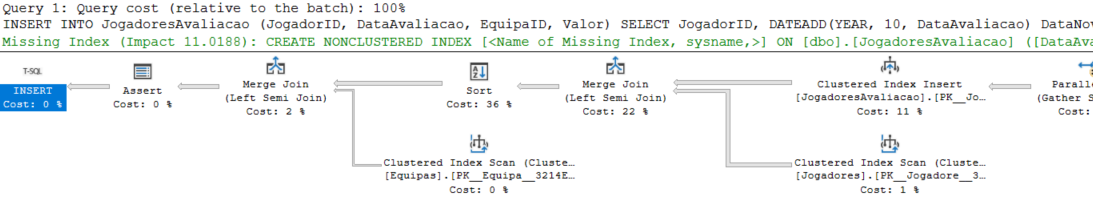 Query 1: Query cost (relative to the batch): 100%
INSERT INTO JogadoresAvaliacao (JogadorID, DataAvaliacao, EquipaID, Valor) SELECT JogadorID, DATEADD(YEAR, 10, DataAvaliacao) DataNov
Missing Index (Impact 11.0188): CREATE NONCLUSTERED INDEX [<Name of Missing Index, sysname,>] ON [dbo].[JogadoresAvaliacao] ([DataAva
T-SQL
INSERT
Cost: 0 %
Assert
Cost: 0 %
Merge Join
(Left Semi Join)
Cost: 2 %
Sort
Cost: 36 %
Merge Join
(Left Semi Join)
Cost: 22 %
Clustered Index Insert
[JogadoresAvaliacao].[PK__Jo…
Cost: 11 %
Paralle
(Gather S
Cost:
Clustered Index Scan (Cluste…
[Equipas].[PK__Equipa__3214E…
Cost: 0 %
Clustered Index Scan (Cluste…
[Jogadores].[PK__Jogadore__3…
Cost: 1 %